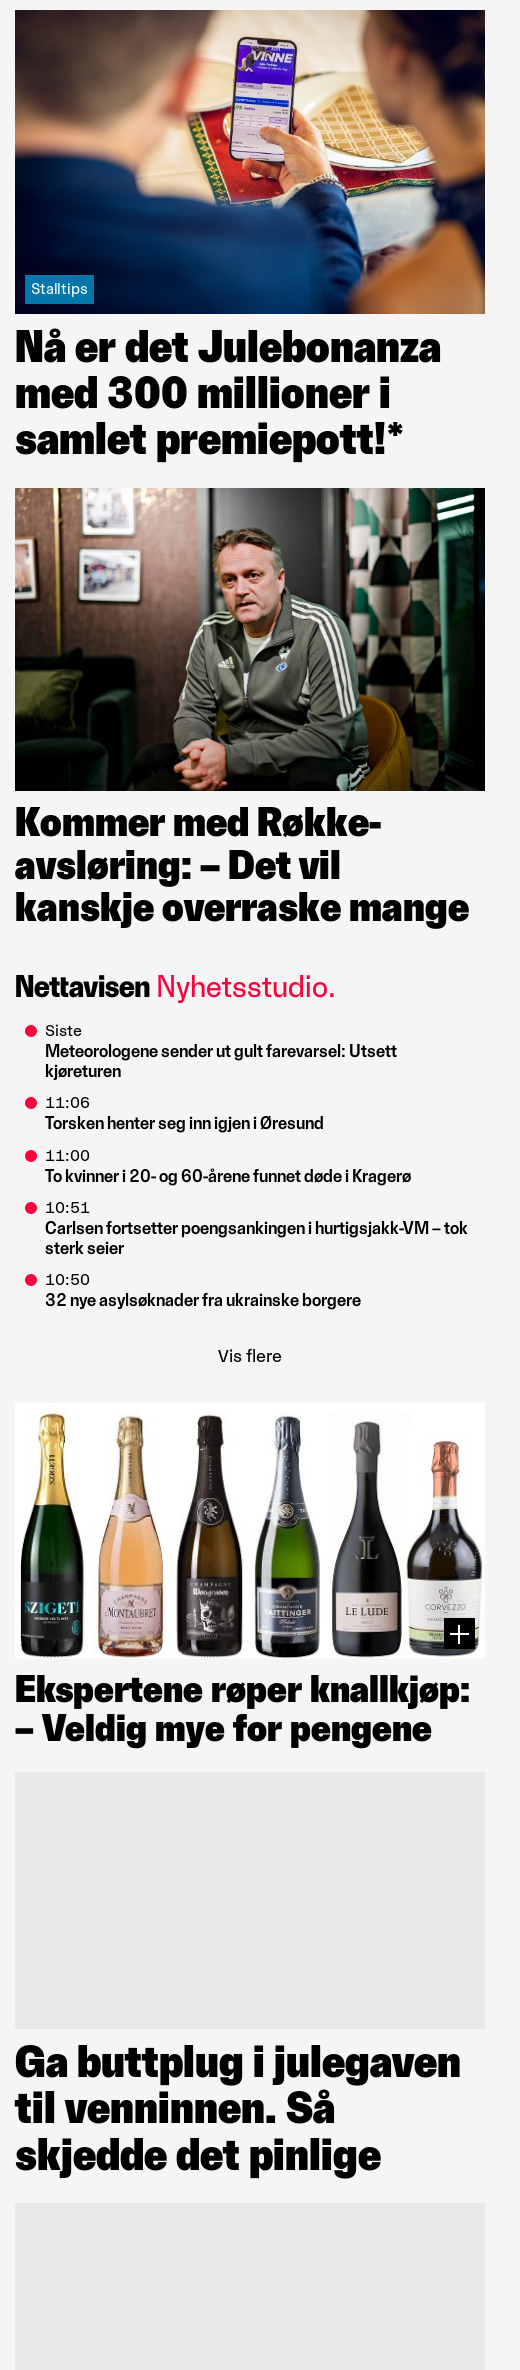 VINNE
Stalltips
Nå er det Julebonanza
med 300 millioner i
samlet premiepott!*
Kommer med Røkke-
avsløring: – Det vil
kanskje overraske mange
Nettavisen Nyhetsstudio.
Siste
Meteorologene sender ut gult farevarsel: Utsett
kjøreturen
11:06
Torsken henter seg inn igjen i Øresund
11:00
To kvinner i 20- og 60-årene funnet døde i Kragerø
10:51
Carlsen fortsetter poengsankingen i hurtigsjakk-VM – tok
sterk seier
10:50
32 nye asylsøknader fra ukrainske borgere
Vis flere
SZIGETI
SZIGETI
CHAMPAGNE
MONTAUBRET
CHAMPAGNE
CHAMPAGNE
TAITTINGER
LE LUDE
CORVEZZO
Ekspertene røper knallkjøp:
– Veldig mye for pengene
Ga buttplug i julegaven
til venninnen. Så
skjedde det pinlige